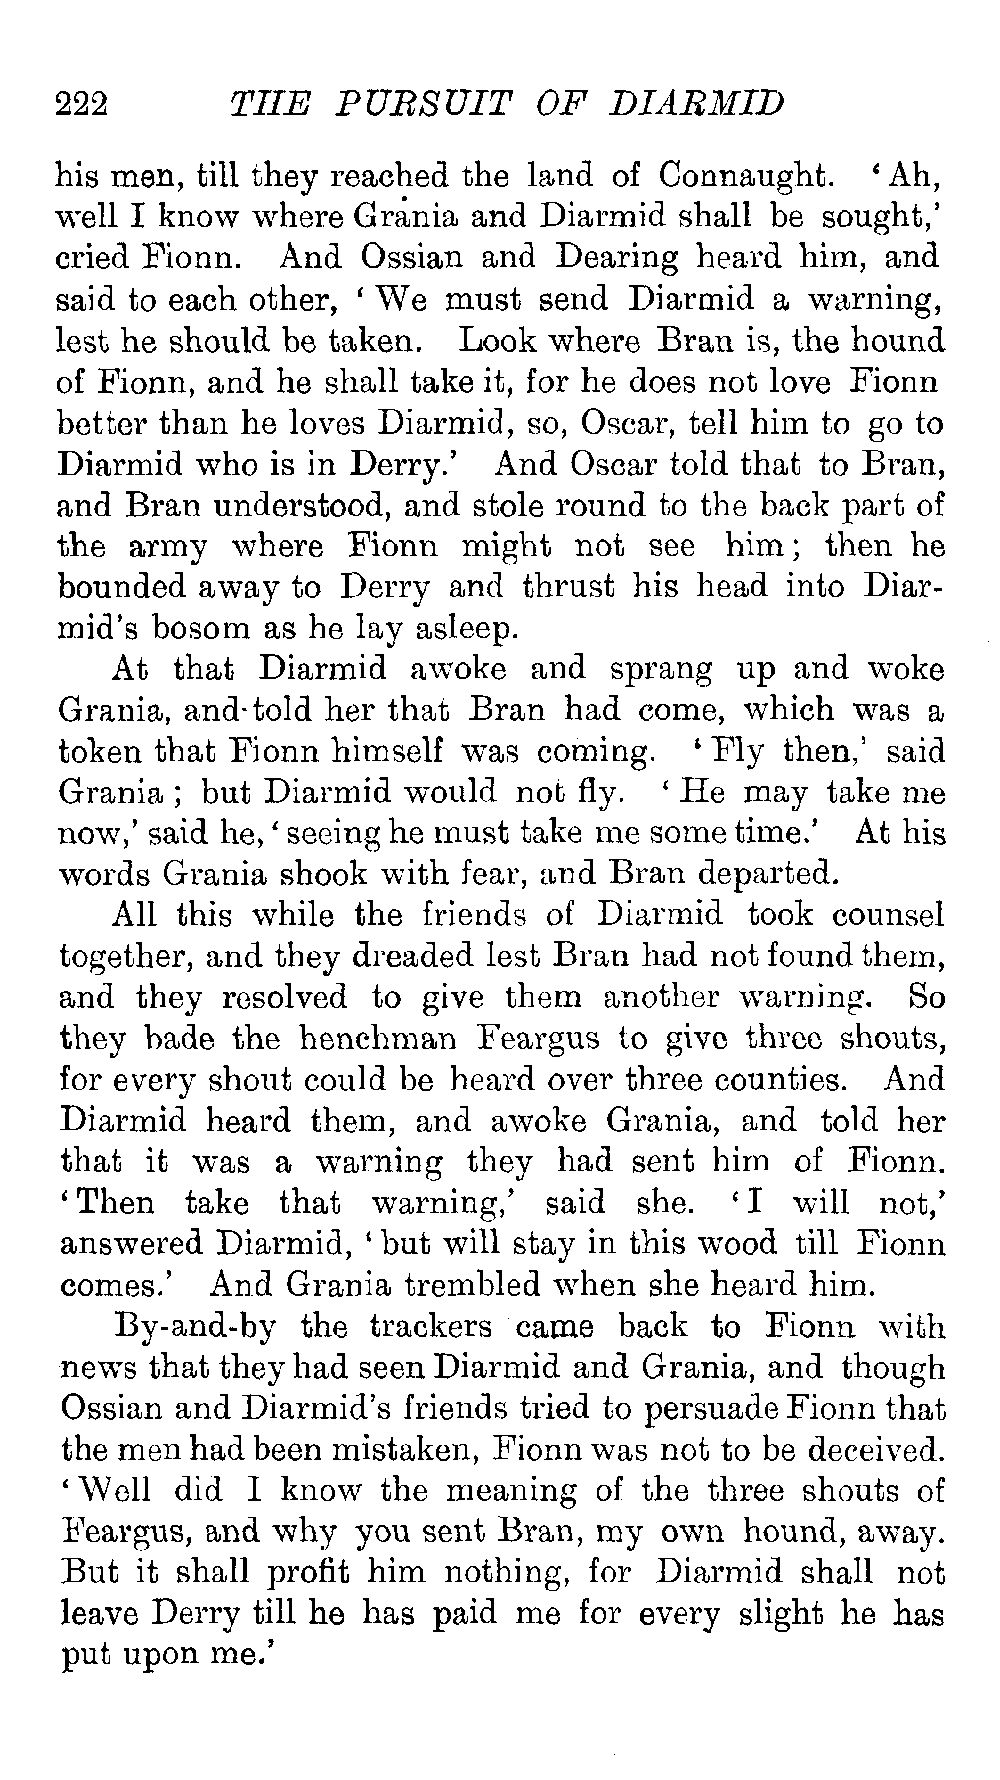 222 THE PURSUIT OF DIARMID
his men, till they reached the land of Connaught. ‘Ah,
well I know where Grania and Diarmid shall be sought,’
cried Fionn. And Ossian and Dearing heard him, and
said to each other, ‘We must send Diarmid a warning,
lest he should be taken. Look where Bran is, the hound
of Fionn, and he shall take it, for he does not love Fionn
better than he loves Diarmid, so, Oscar, tell him to go to
Diarmid who is in Derry.’ And Oscar told that to Bran,
and Bran understood, and stole round to the back part of
the army where Fionn might not see him; then he
bounded away to Derry and thrust his head into Diar-
mid’s bosom as he lay asleep.
At that Diarmid awoke and sprang up and woke
Grania, and told her that Bran had come, which was a
token that Fionn himself was coming. ‘Fly then,’ said
Grania; but Diarmid would not fly. ‘He may take me
now,’ said he, ‘seeing he must take me some time.’ At his
words Grania shook with fear, and Bran departed.
All this while the friends of Diarmid took counsel
together, and they dreaded lest Bran had not found them,
and they resolved to give them another warning. So
they bade the henchman Feargus to give three shouts,
for every shout could be heard over three counties. And
Diarmid heard them, and awoke Grania, and told her
that it was a warning they had sent him of Fionn.
‘Then take that warning,’ said she. ‘I will not,’
answered Diarmid, ‘but will stay in this wood till Fionn
comes.’ And Grania trembled when she heard him.
By-and-by the trackers came back to Fionn with
news that they had seen Diarmid and Grania, and though
Ossian and Diarmid’s friends tried to persuade Fionn that
the men had been mistaken, Fionn was not to be deceived.
‘Well did I know the meaning of the three shouts of
Feargus, and why you sent Bran, my own hound, away.
But it shall profit him nothing, for Diarmid shall not
leave Derry till he has paid me for every slight he has
put upon me.’